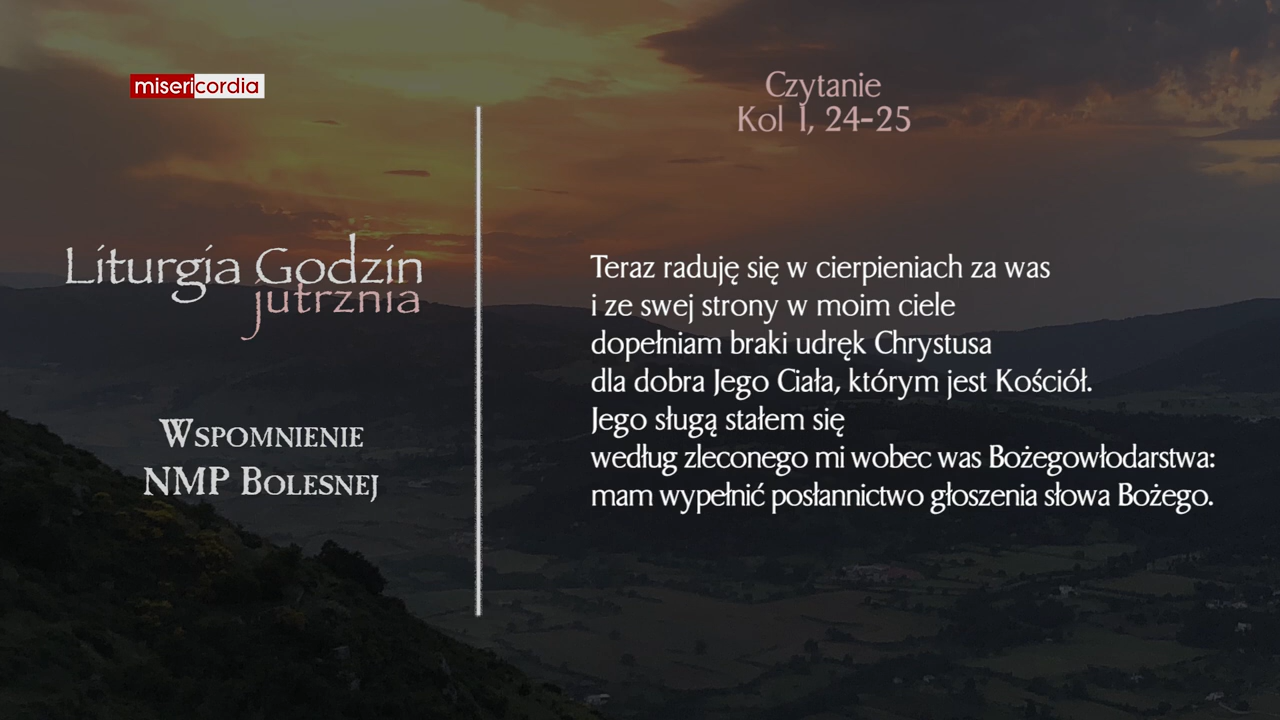 misericordia
Liturgia Godzin
jutrznia
Wspomnienie
NMP Bolesnej
Czytanie
Kol 1, 24-25
Teraz raduję się w cierpieniach za was
i ze swej strony w moim ciele
dopełniam braki udręk Chrystusa
dla dobra Jego Ciała, którym jest Kościół.
Jego sługą stałem się
według zleconego mi wobec was Bożegowłodarstwa:
mam wypełnić posłannictwo głoszenia słowa Bożego.